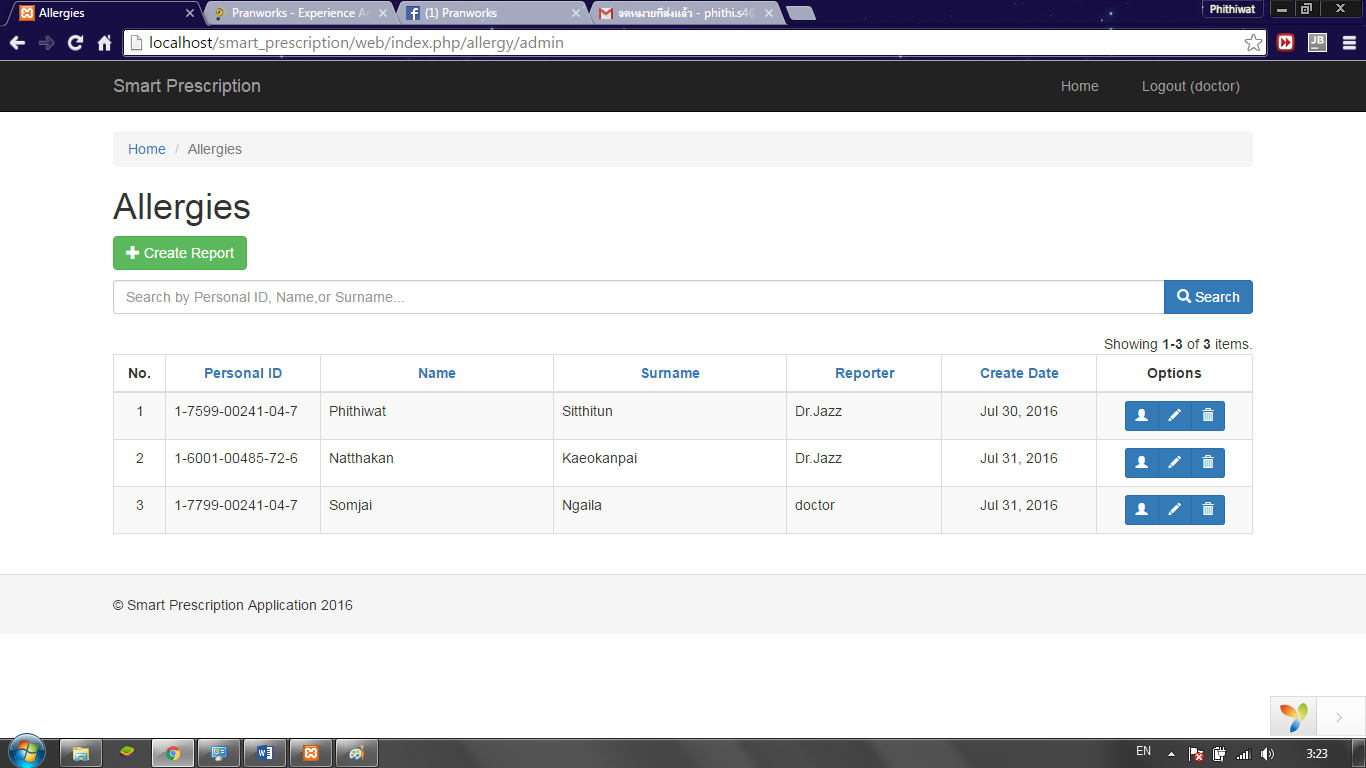 Allergies
Pranworks - Experience A
(1) Pranworks
จดหมายที่ส่งแล้ว - phithi.s4@
Phithiwat
localhost/smart_prescription/web/index.php/allergy/admin
JB
Smart Prescription
Home
Logout (doctor)
Home / Allergies
Allergies
Create Report
Search by Personal ID, Name,or Surname...
Search
Showing 1-3 of 3 items.
No. Personal ID Name Surname Reporter Create Date Options
1 1-7599-00241-04-7 Phithiwat Sitthitun Dr.Jazz Jul 30, 2016
2 1-6001-00485-72-6 Natthakan Kaeokanpai Dr.Jazz Jul 31, 2016
3 1-7799-00241-04-7 Somjai Ngaila doctor Jul 31, 2016
© Smart Prescription Application 2016
EN
3:23